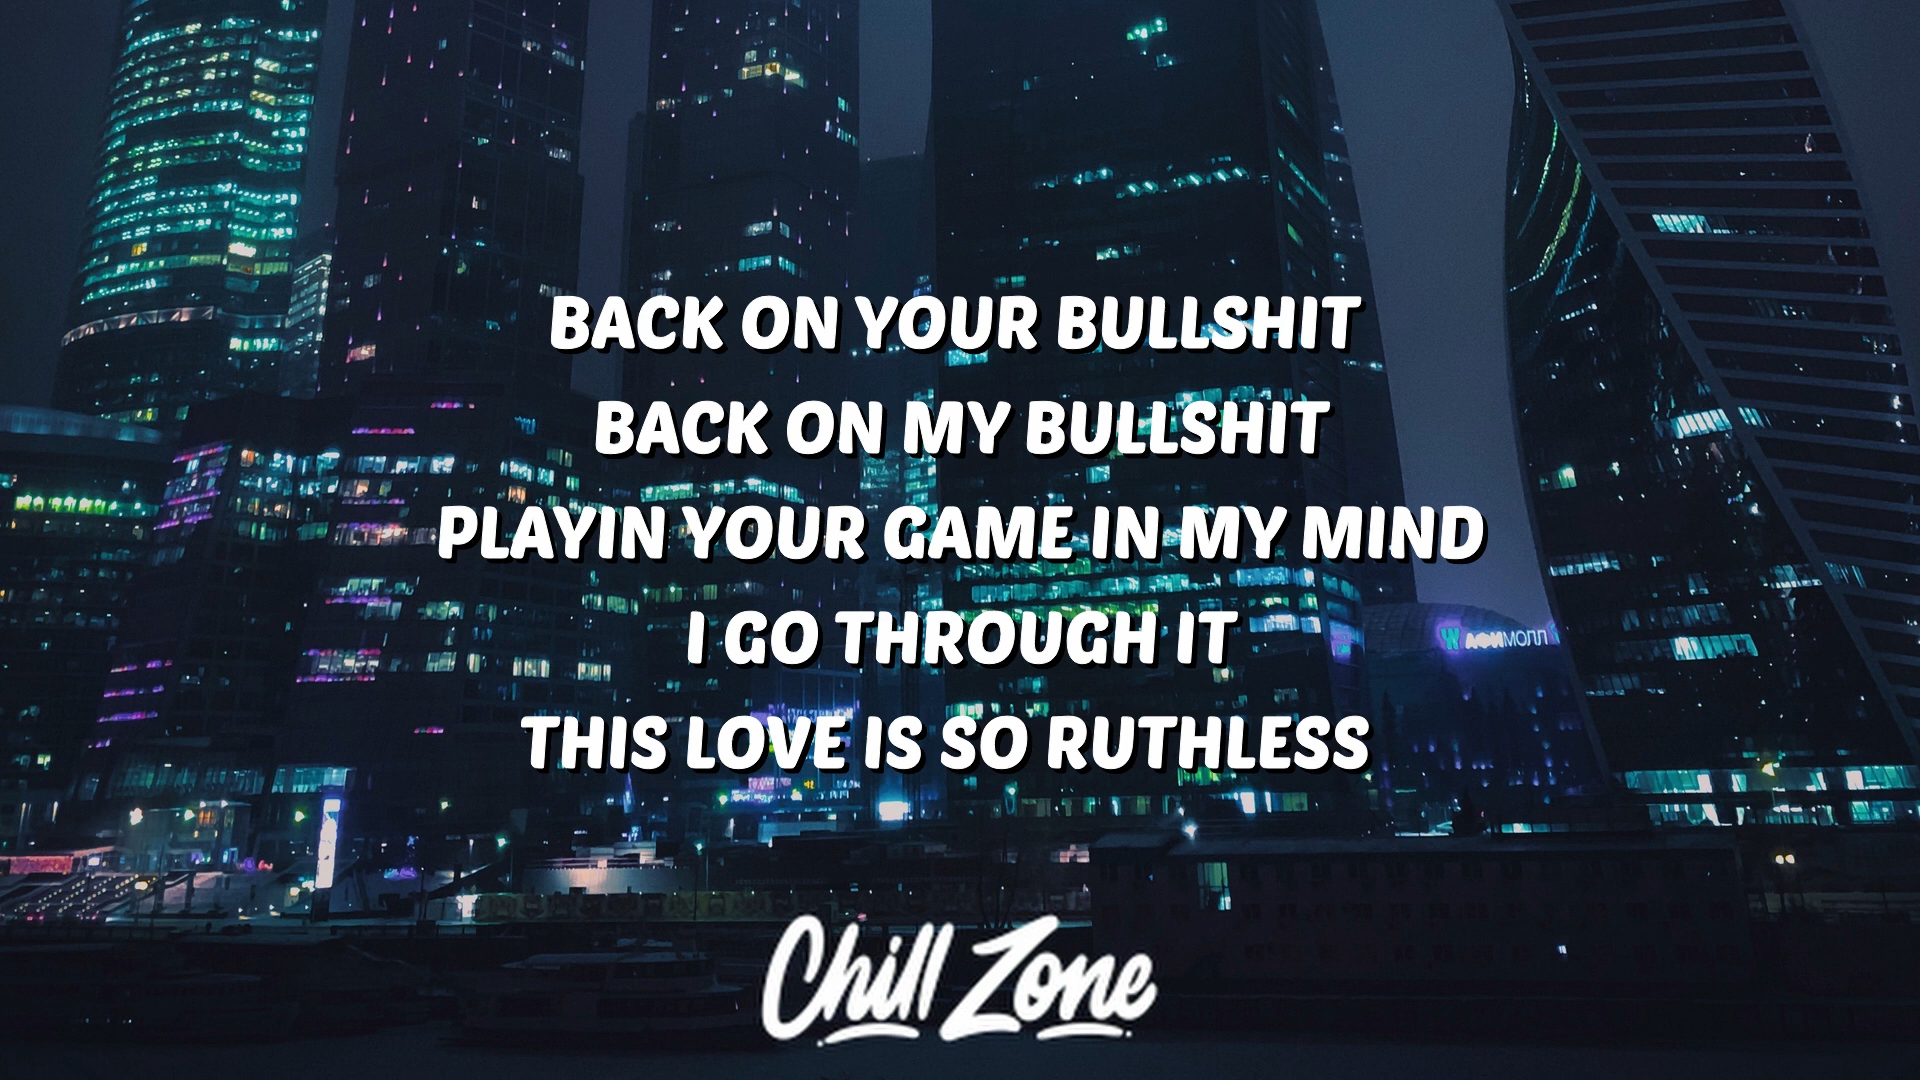 BACK ON YOUR BULLSHIT
BACK ON MY BULLSHIT
PLAYIN YOUR GAME IN MY MIND
I GO THROUGH IT
АФИМОЛЛ
THIS LOVE IS SO RUTHLESS
Chill Zone